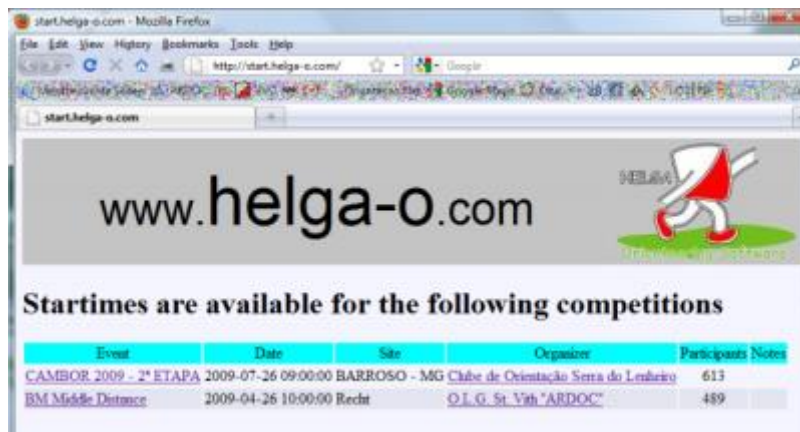 start.helga-o.com - Mozilla Firefox
File Edit View History Bookmarks Tools Help
http://start.helga-o.com/ Google
start.helga-o.com
www.helga-o.com
HELGA
Orienteering Software
Startimes are available for the following competitions
Event Date Site Organizer Participants Notes
CAMBOR 2009 - 2ª ETAPA 2009-07-26 09:00:00 BARROSO - MG Clube de Orientação Serra do Lenheiro 613
BM Middle Distance 2009-04-26 10:00:00 Recht O.L.G. St. Vith "ARDOC" 489